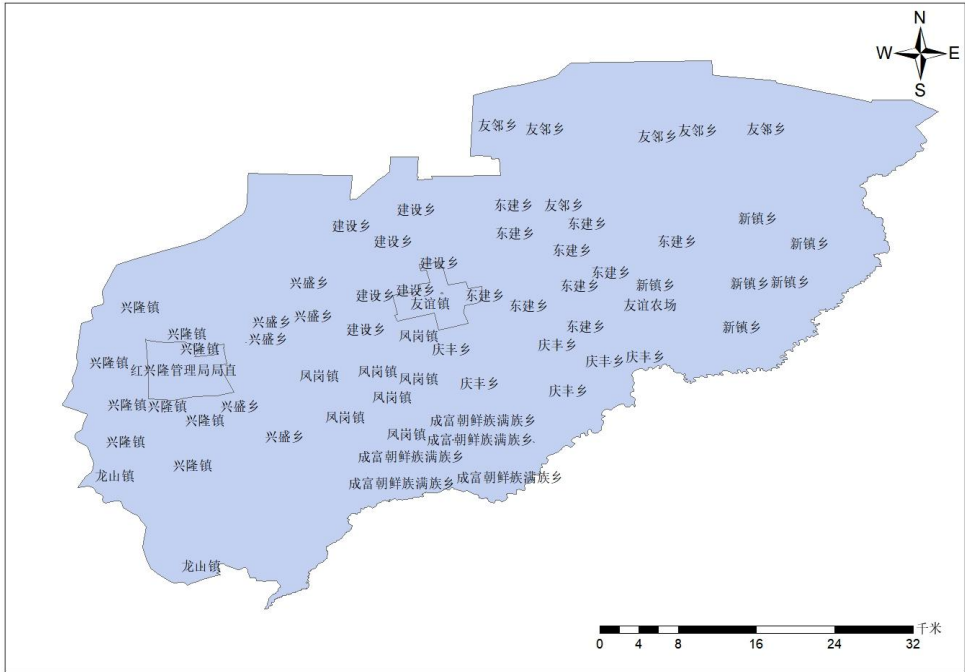 N
W E
S
友邻乡 友邻乡 友邻乡 友邻乡 友邻乡
建设乡 东建乡 友邻乡
建设乡 东建乡 新镇乡
建设乡 东建乡 东建乡 东建乡 新镇乡
建设乡 东建乡
兴盛乡 建设乡 建设乡 东建乡 东建乡 新镇乡 新镇乡 新镇乡
兴隆镇 友谊镇 东建乡 友谊农场
兴盛乡 兴盛乡 建设乡 东建乡 新镇乡
兴隆镇 兴盛乡 凤岗镇
兴隆镇 庆丰乡 庆丰乡
兴隆镇 红兴隆管理局局直 庆丰乡 庆丰乡
凤岗镇 凤岗镇 凤岗镇 庆丰乡 庆丰乡
兴隆镇 兴隆镇 兴盛乡 凤岗镇
兴隆镇 凤岗镇 成富朝鲜族满族乡
兴隆镇 兴盛乡 凤岗镇 成富朝鲜族满族乡
兴隆镇 成富朝鲜族满族乡
龙山镇 成富朝鲜族满族乡 成富朝鲜族满族乡
龙山镇
千米
0 4 8 16 24 32